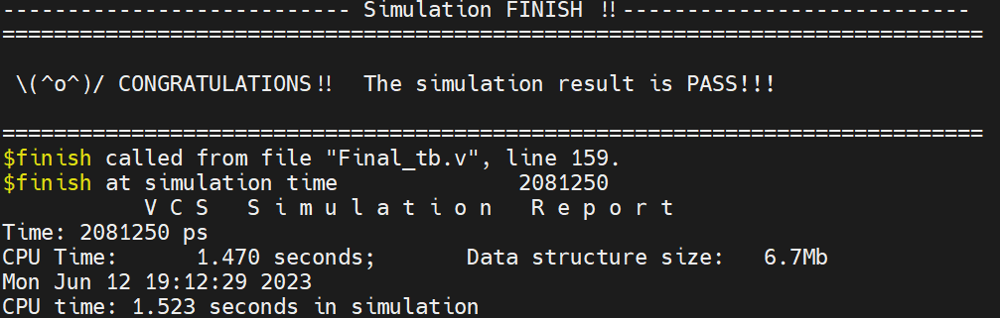 --------------------------- Simulation FINISH !!---------------------------
============================================================================
\(^o^)/ CONGRATULATIONS!!  The simulation result is PASS!!!
============================================================================
$finish called from file "Final_tb.v", line 159.
$finish at simulation time              2081250
           V C S   S i m u l a t i o n   R e p o r t
Time: 2081250 ps
CPU Time:      1.470 seconds;       Data structure size:   6.7Mb
Mon Jun 12 19:12:29 2023
CPU time: 1.523 seconds in simulation